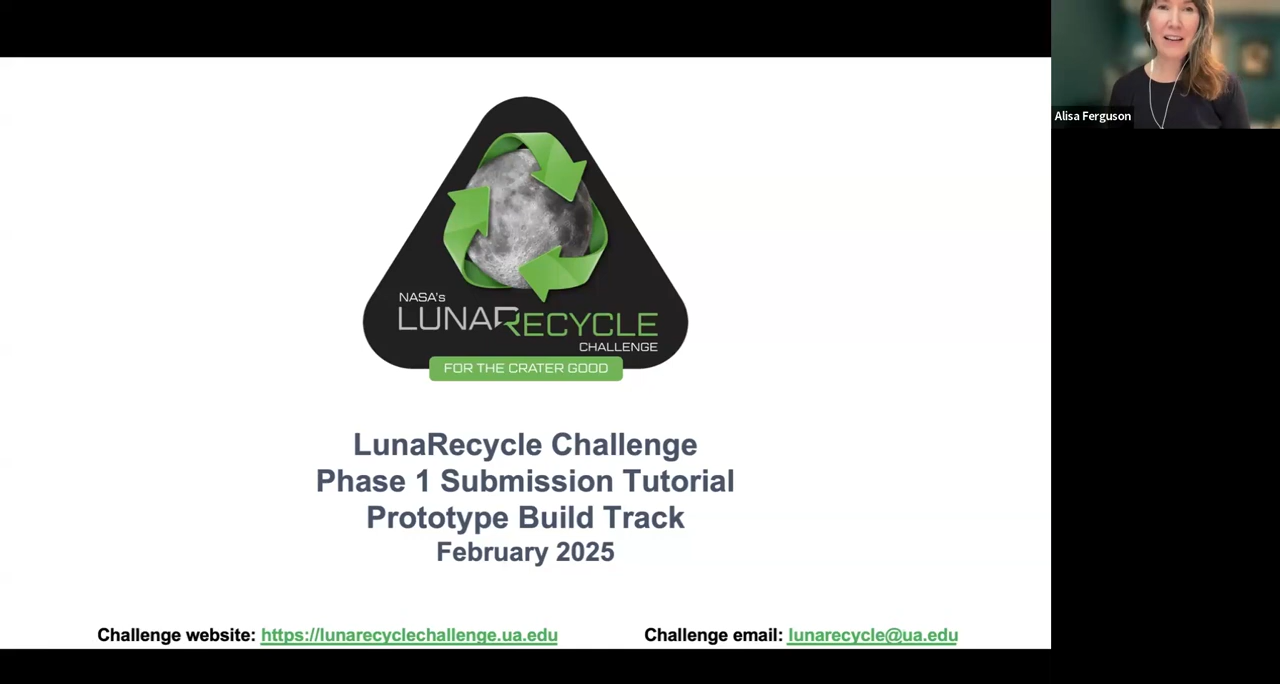 Alisa Ferguson
NASA's
LUNARECYCLE
CHALLENGE
FOR THE CRATER GOOD
LunaRecycle Challenge
Phase 1 Submission Tutorial
Prototype Build Track
February 2025
Challenge website: https://lunarecyclechallenge.ua.edu
Challenge email: lunarecycle@ua.edu